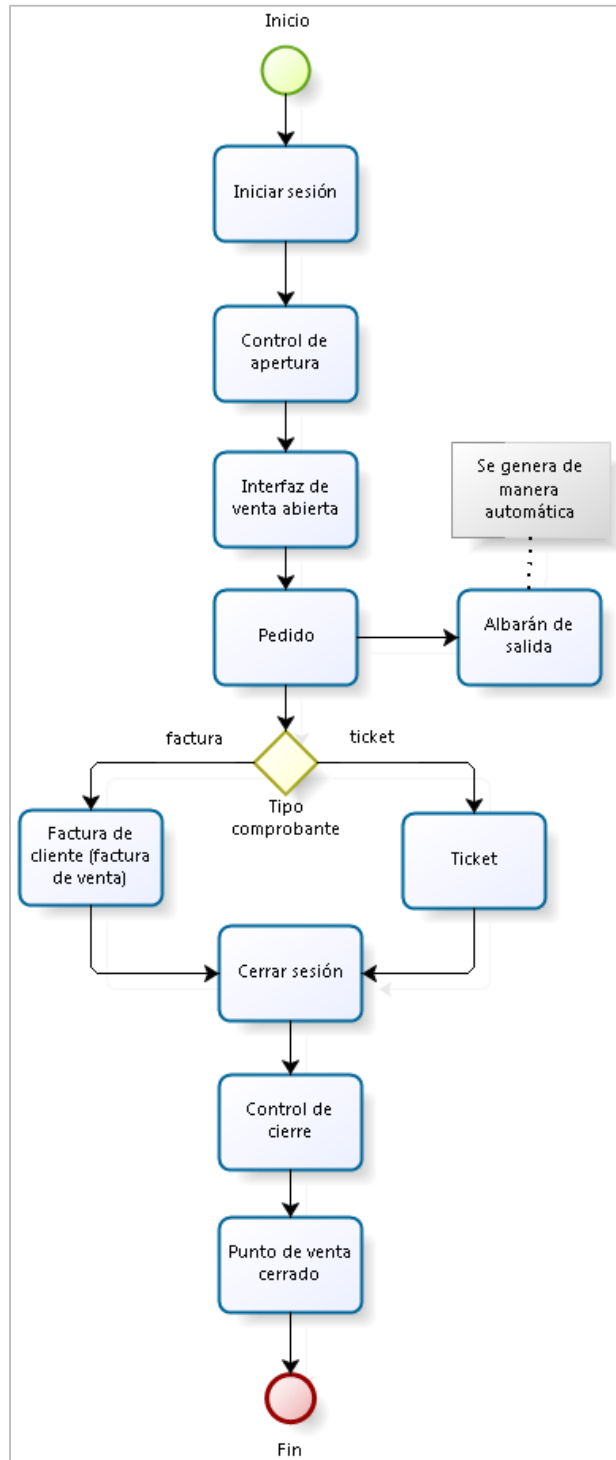 Inicio
Iniciar sesión
Control de
apertura
Interfaz de
venta abierta
Se genera de
manera
automática
Pedido
Albarán de
salida
factura
ticket
Tipo
comprobante
Factura de
cliente (factura
de venta)
Ticket
Cerrar sesión
Control de
cierre
Punto de venta
cerrado
Fin